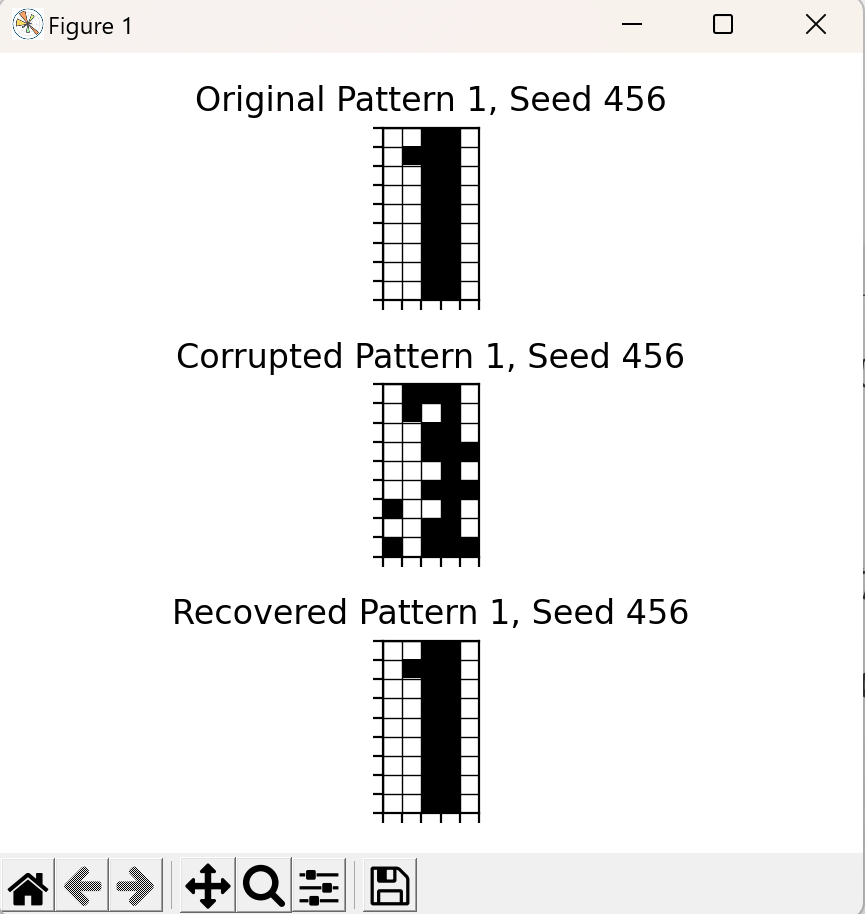 Figure 1
Original Pattern 1, Seed 456
Corrupted Pattern 1, Seed 456
Recovered Pattern 1, Seed 456